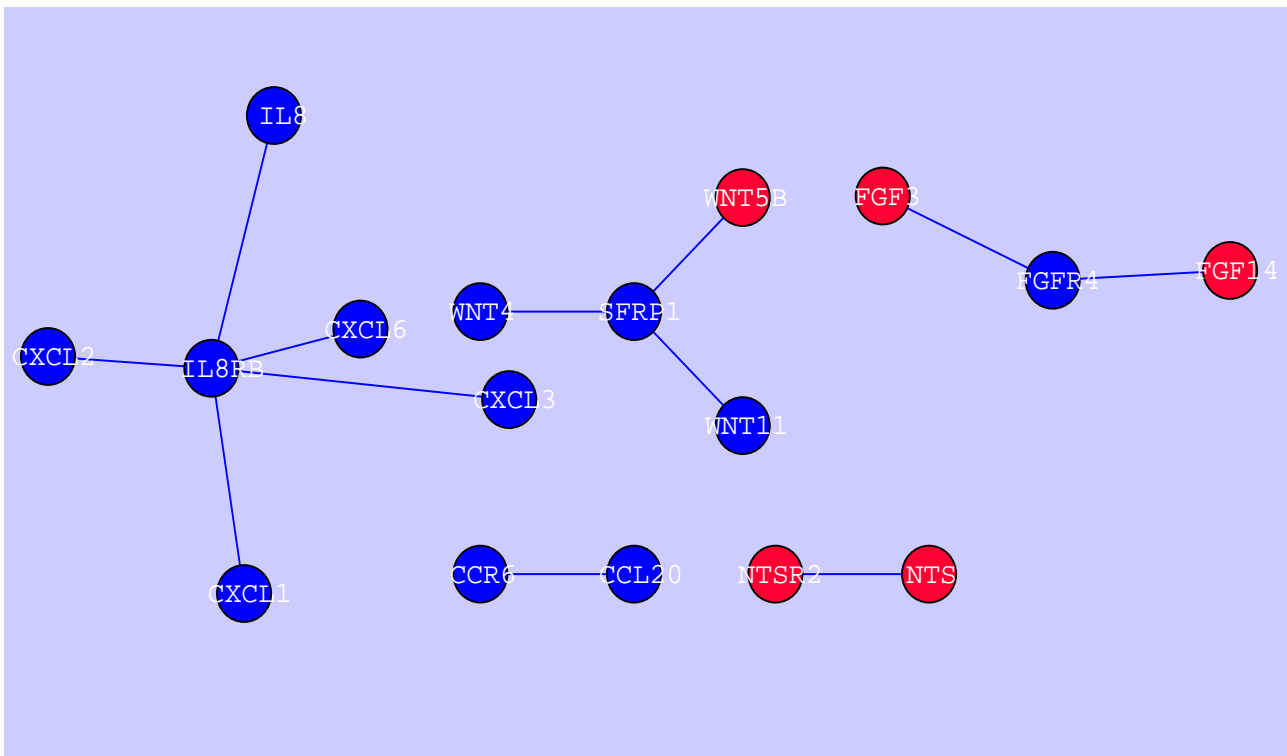 IL8
WNT5B
FGF3
FGFR4
FGF14
WNT4
SFRP1
CXCL6
CXCL2
IL8RB
CXCL3
WNT11
CCR6
CCL20
NTSR2
NTS
CXCL1